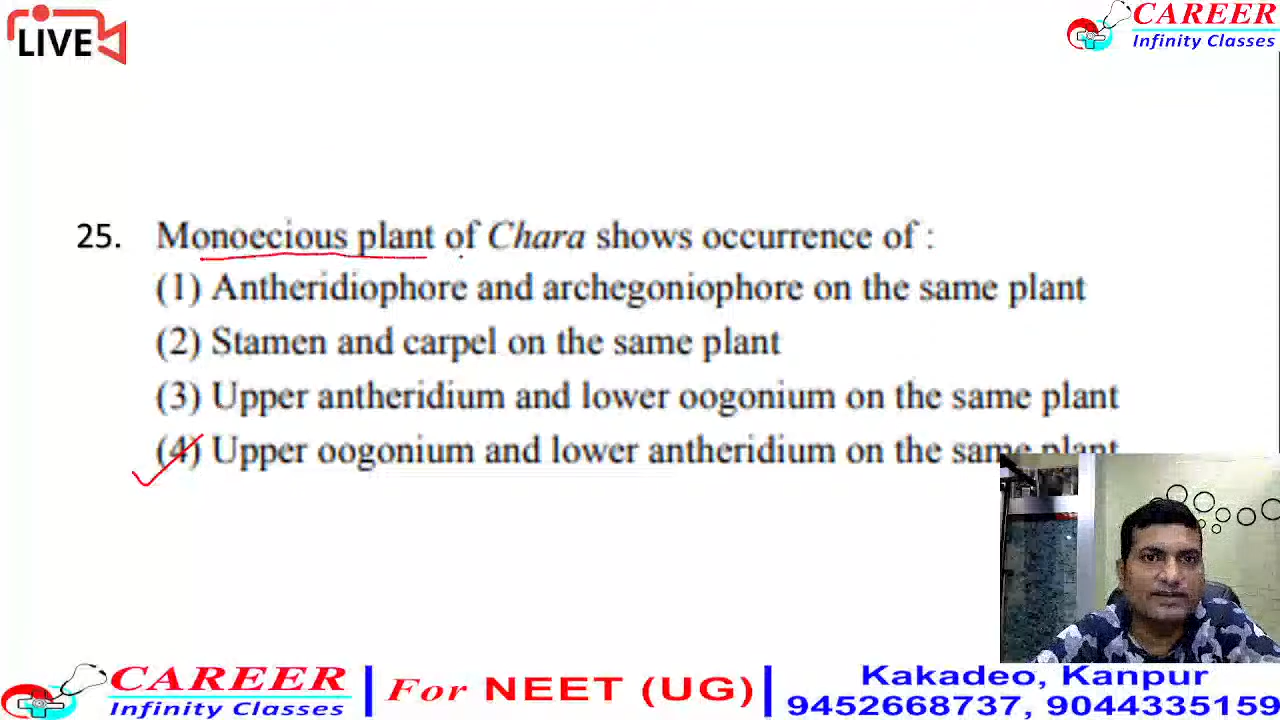 LIVE
CAREER
Infinity Classes
25. Monoecious plant of Chara shows occurrence of :
(1) Antheridiophore and archegoniophore on the same plant
(2) Stamen and carpel on the same plant
(3) Upper antheridium and lower oogonium on the same plant
(4) Upper oogonium and lower antheridium on the same plant
CAREER
Infinity Classes
For NEET (UG)
Kakadeo, Kanpur
9452668737, 9044335159